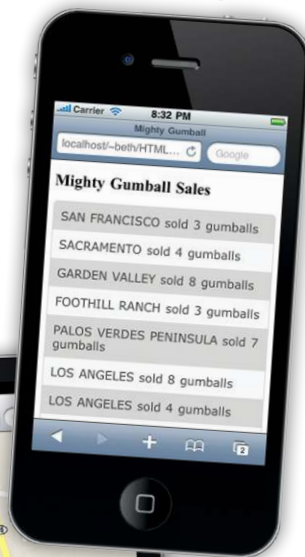 Carrier 8:32 PM
Mighty Gumball
localhost/~beth/HTML... Google
Mighty Gumball Sales
SAN FRANCISCO sold 3 gumballs
SACRAMENTO sold 4 gumballs
GARDEN VALLEY sold 8 gumballs
FOOTHILL RANCH sold 3 gumballs
PALOS VERDES PENINSULA sold 7
gumballs
LOS ANGELES sold 8 gumballs
LOS ANGELES sold 4 gumballs
2